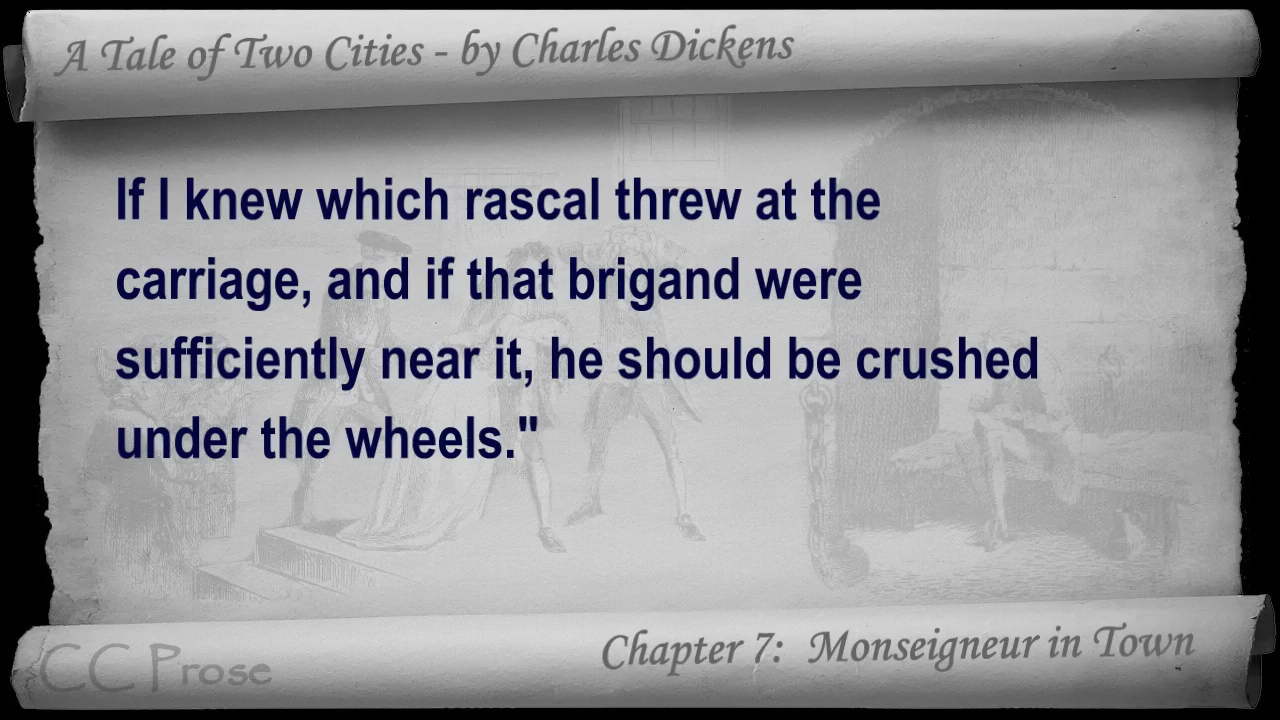 A Tale of Two Cities - by Charles Dickens
If I knew which rascal threw at the
carriage, and if that brigand were
sufficiently near it, he should be crushed
under the wheels."
CC Prose
Chapter 7: Monseigneur in Town